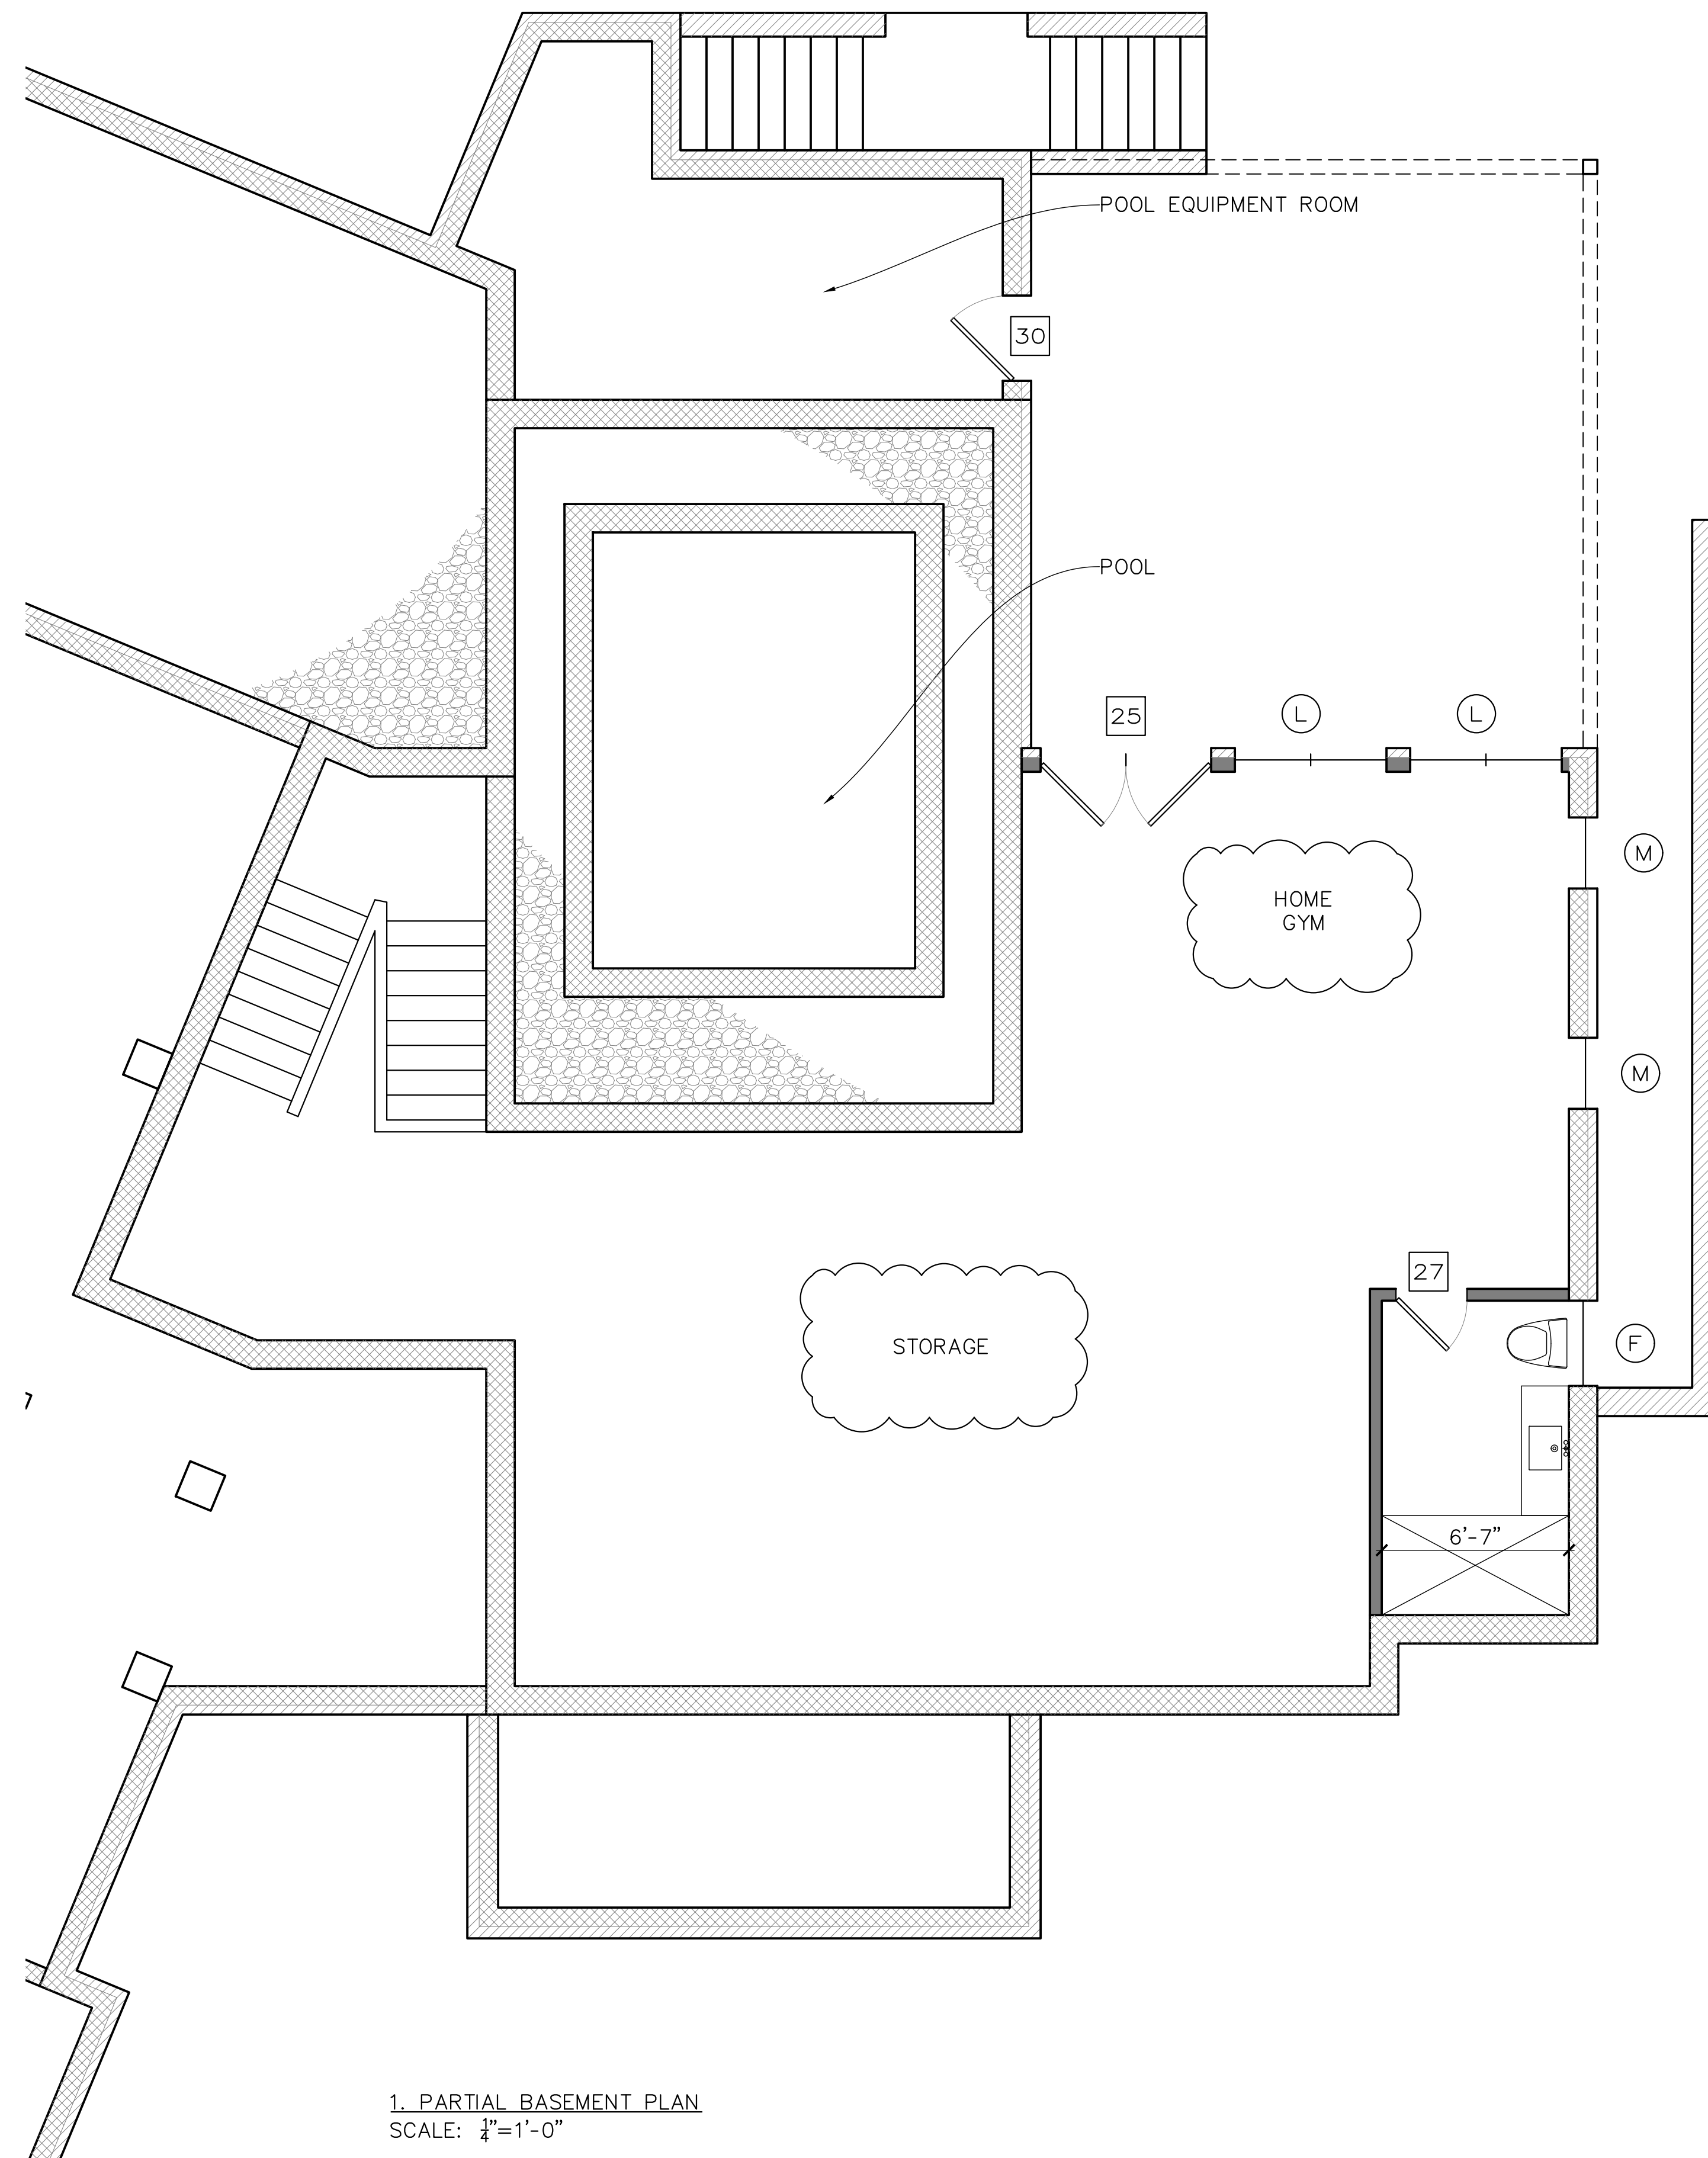 POOL EQUIPMENT ROOM
30
POOL
25
L
L
M
HOME
GYM
M
27
F
STORAGE
6'-7"
1. PARTIAL BASEMENT PLAN
SCALE: 1/4"=1'-0"